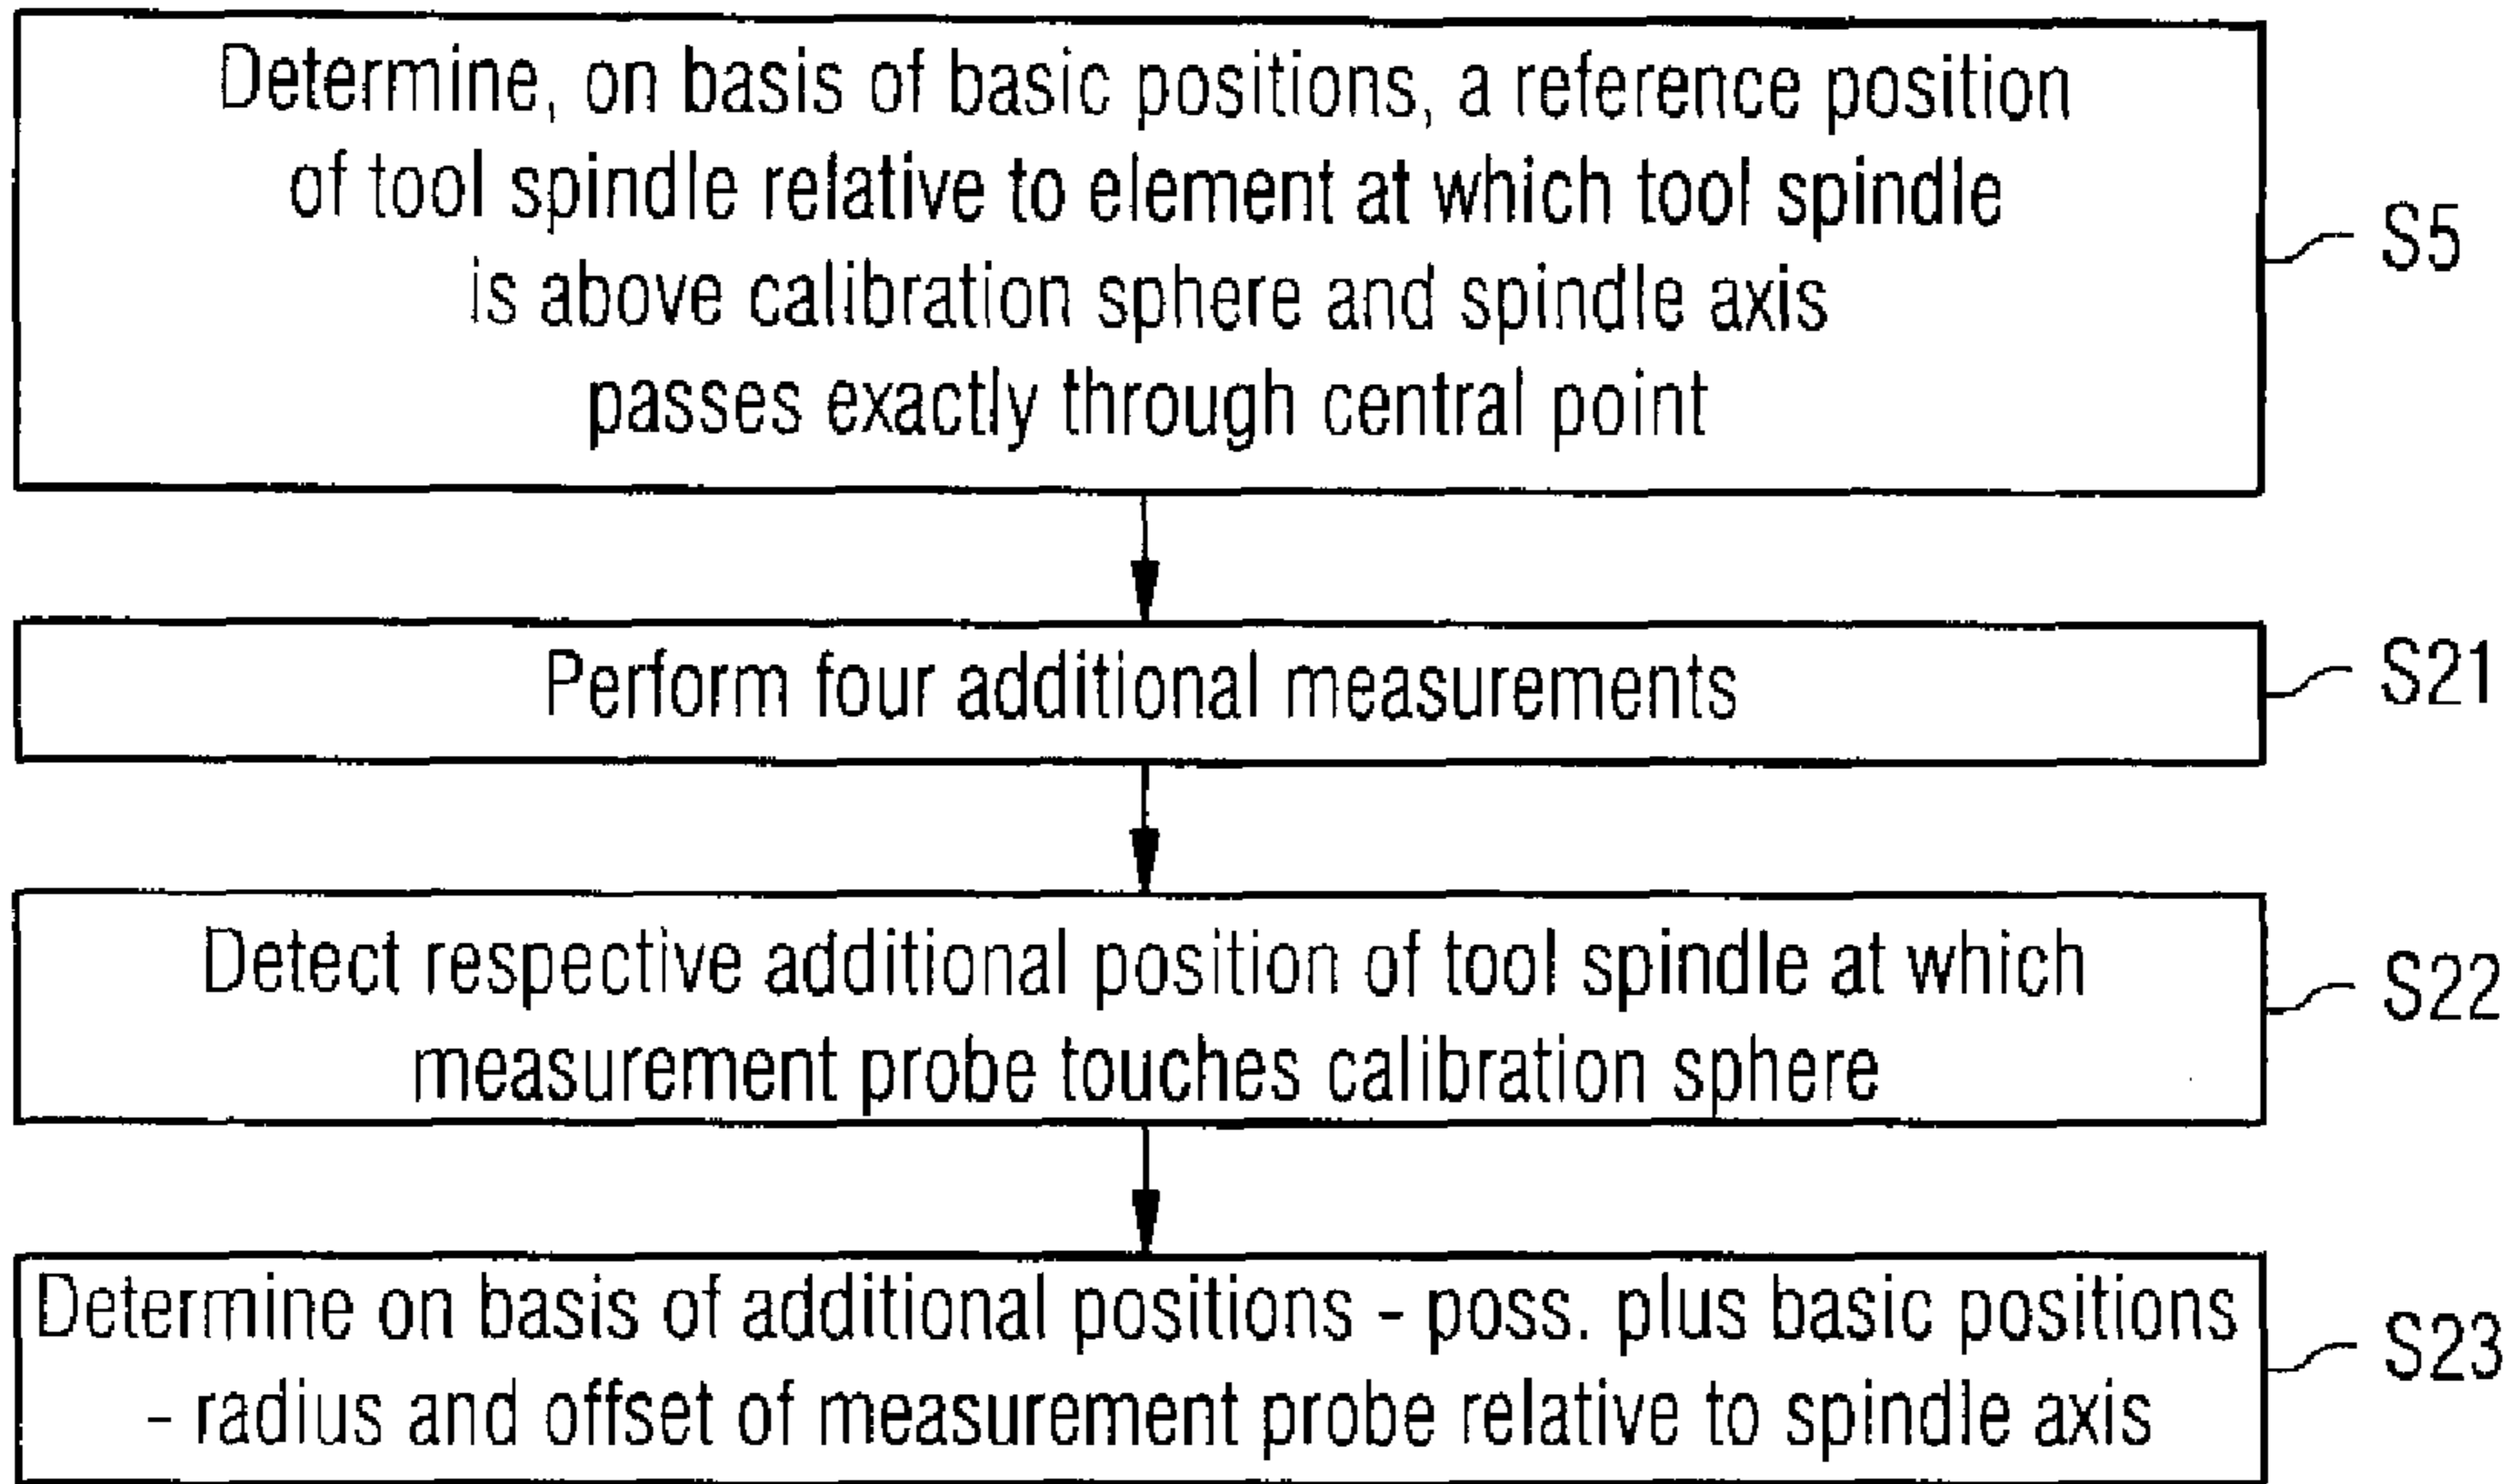 Determine, on basis of basic positions, a reference position
of tool spindle relative to element at which tool spindle
is above calibration sphere and spindle axis
passes exactly through central point
S5
Perform four additional measurements
S21
Detect respective additional position of tool spindle at which
measurement probe touches calibration sphere
S22
Determine on basis of additional positions - poss. plus basic positions
- radius and offset of measurement probe relative to spindle axis
S23